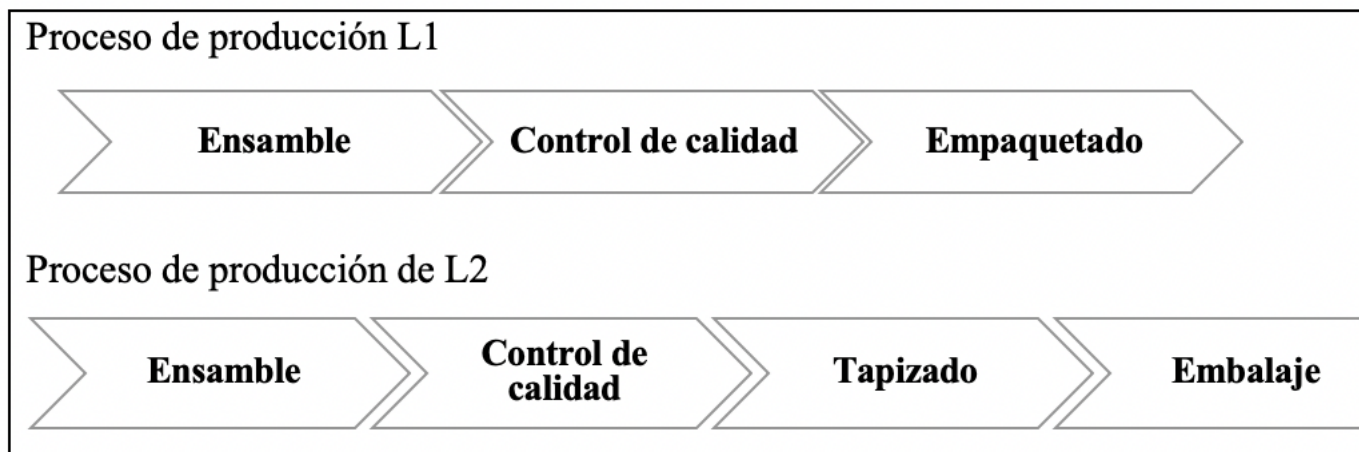 Proceso de producción L1
Ensamble
Control de calidad
Empaquetado
Proceso de producción de L2
Ensamble
Control de
calidad
Tapizado
Embalaje